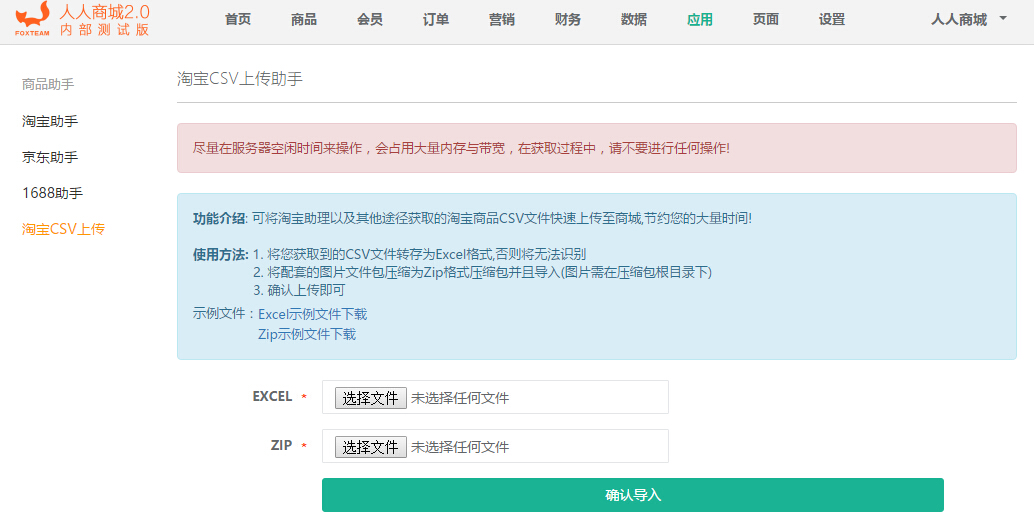 人人商城2.0
内部测试版
FOXTEAM
首页 商品 会员 订单 营销 财务 数据 应用 页面 设置 人人商城
商品助手
淘宝助手
京东助手
1688助手
淘宝CSV上传
淘宝CSV上传助手
尽量在服务器空闲时间来操作，会占用大量内存与带宽，在获取过程中，请不要进行任何操作!
功能介绍: 可将淘宝助理以及其他途径获取的淘宝商品CSV文件快速上传至商城,节约您的大量时间!
使用方法: 1. 将您获取到的CSV文件转存为Excel格式,否则将无法识别
2. 将配套的图片文件包压缩为Zip格式压缩包并且导入(图片需在压缩包根目录下)
3. 确认上传即可
示例文件：Excel示例文件下载
Zip示例文件下载
EXCEL * 选择文件 未选择任何文件
ZIP * 选择文件 未选择任何文件
确认导入